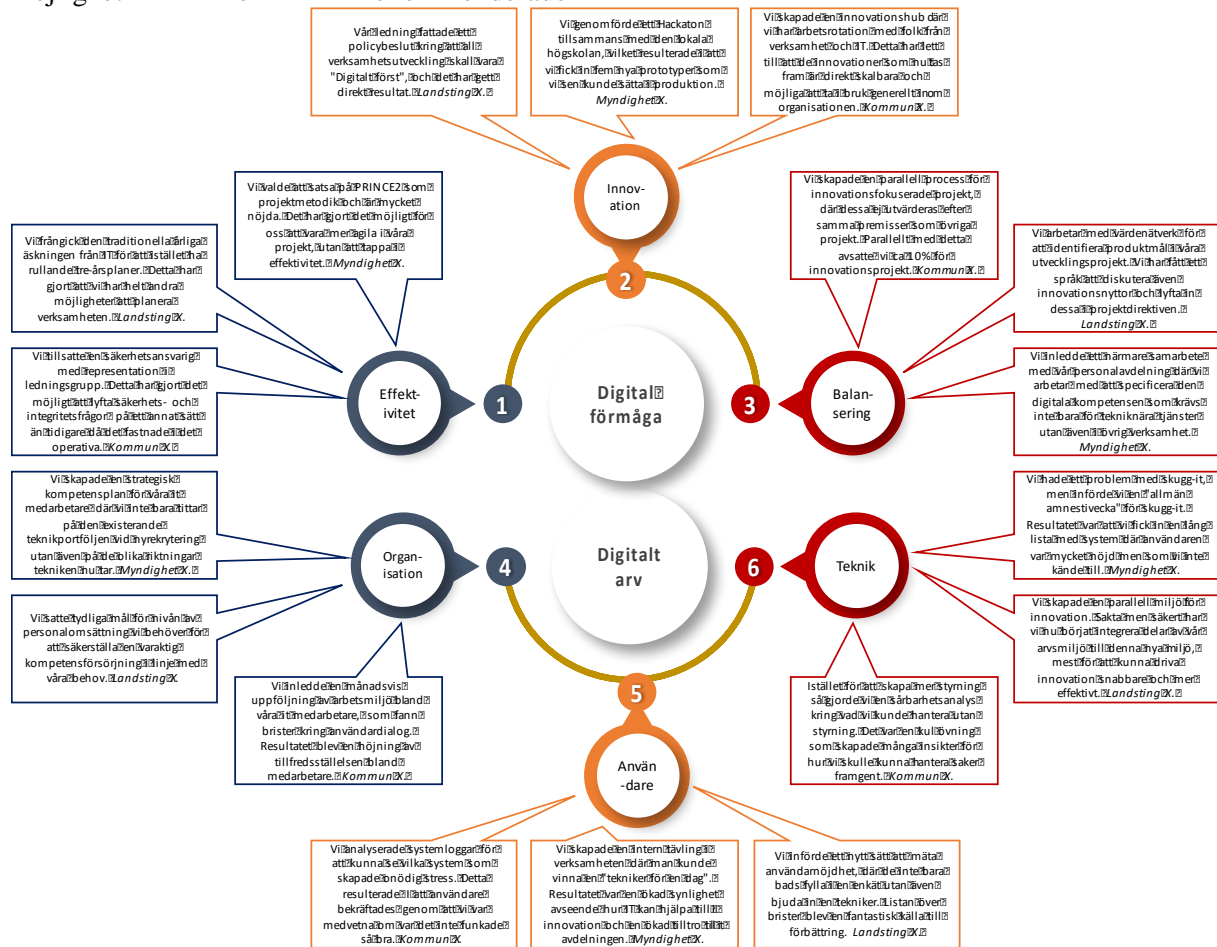 Vår ledning fattade ett
policybeslut kring att all
verksamhetsutveckling skall vara
"Digitalt först", och det har gett
direkt resultat. Landsting X.
Vi genomförde ett Hackaton
tillsammans med den lokala
högskolan, vilket resulterade i att
vi fick in fem nya prototyper som
vi sen kunde sätta i produktion.
Myndighet X.
Vi skapade en innovationshub där
vi har arbetsrotation med folk från
verksamhet och IT. Detta har lett
till att de innovationer som nu tas
fram är direkt skalbara och
möjliga att ta i bruk generellt inom
organisationen. Kommun X.
Innov-
ation
2
Vi valde att satsa på PRINCE2 som
projektmetodik och är mycket
nöjda. Det har gjort det möjligt för
oss att vara mer agila i våra
projekt, utan att tappa i
effektivitet. Myndighet X.
Vi frångick den traditionella årliga
äskningen från IT för att istället ha
rullande tre-årsplaner. Detta har
gjort att vi har helt andra
möjligheter att planera
verksamheten. Landsting X.
Vi tillsatte en säkerhetsansvarig
med representation i
ledningsgrupp. Detta har gjort det
möjligt att lyfta säkerhets- och
integritetsfrågor på ett annat sätt
än tidigare då det fastnade i det
operativa. Kommun X.
Effekt-
ivitet
1
Digital
förmåga
3
Balan-
sering
Vi skapade en parallell process för
innovationsfokuserade projekt,
där dessa ej utvärderas efter
samma premisser som övriga
projekt. Parallellt med detta
avsatte vi ca 10% för
innovationsprojekt. Kommun X.
Vi arbetar med värdenätverk för
att identifiera produktmål i våra
utvecklingsprojekt. Vi har fått ett
språk att diskutera även
innovationsnyttor och lyfta in
dessa i projektdirektiven.
Landsting X.
Vi inledde ett närmare samarbete
med vår personalavdelning där vi
arbetar med att specificera den
digitala kompetensen som krävs
inte bara för tekniknära tjänster
utan även i övrig verksamhet.
Myndighet X.
Vi skapade en strategisk
kompetensplan för våra it
medarbetare där vi inte bara tittar
på den existerande
teknikportföljen vid nyrekrytering
utan även på de olika riktningar
tekniken nu tar. Myndighet X.
Vi satte tydliga mål för nivån av
personalomsättning vi behöver för
att säkerställa en varaktig
kompetensförsörjning i linje med
våra behov. Landsting X.
Vi inledde en månadsvis
uppföljning av arbetsmiljö bland
våra it medarbetare, som fann
brister kring användardialog.
Resultatet blev en höjning av
tillfredsställelsen bland
medarbetare. Kommun X.
Organ-
isation
4
Digitalt
arv
6
Teknik
Vi hade ett problem med skugg-it,
men införde vi en "allmän
amnestivecka" för skugg-it.
Resultatet var att vi fick in en lång
lista med system där användaren
var mycket nöjd men som vi inte
kände till. Myndighet X.
Vi skapade en parallell miljö för
innovation. Sakta men säkert har
vi nu börjat integrera delar av vår
arvsmiljö till denna nya miljö,
mest för att kunna driva
innovation snabbare och mer
effektivt. Landsting X.
Istället för att skapa mer styrning
så gjorde vi en sårbarhetsanalys
kring vad vi kunde hantera utan
styrning. Det var en kul övning
som skapade många insikter för
hur vi skulle kunna hantera saker
framgent. Kommun X.
5
Använ
-dare
Vi analyserade systemloggar för
att kunna se vilka system som
skapade onödig stress. Detta
resulterade i att användare
bekräftades genom att vi var
medvetna om var det inte funkade
så bra. Kommun X.
Vi skapade en intern tävling i
verksamheten där man kunde
vinna en "tekniker för en dag".
Resultatet var en ökad synlighet
avseende hur IT kan hjälpa till i
innovation och en ökad tilltro till it
avdelningen. Myndighet X.
Vi införde ett nytt sätt att mäta
användarnöjdhet, där de inte bara
bads fylla i en enkät utan även
bjuda in en tekniker. Listan över
brister blev en fantastisk källa till
förbättring. Landsting X.